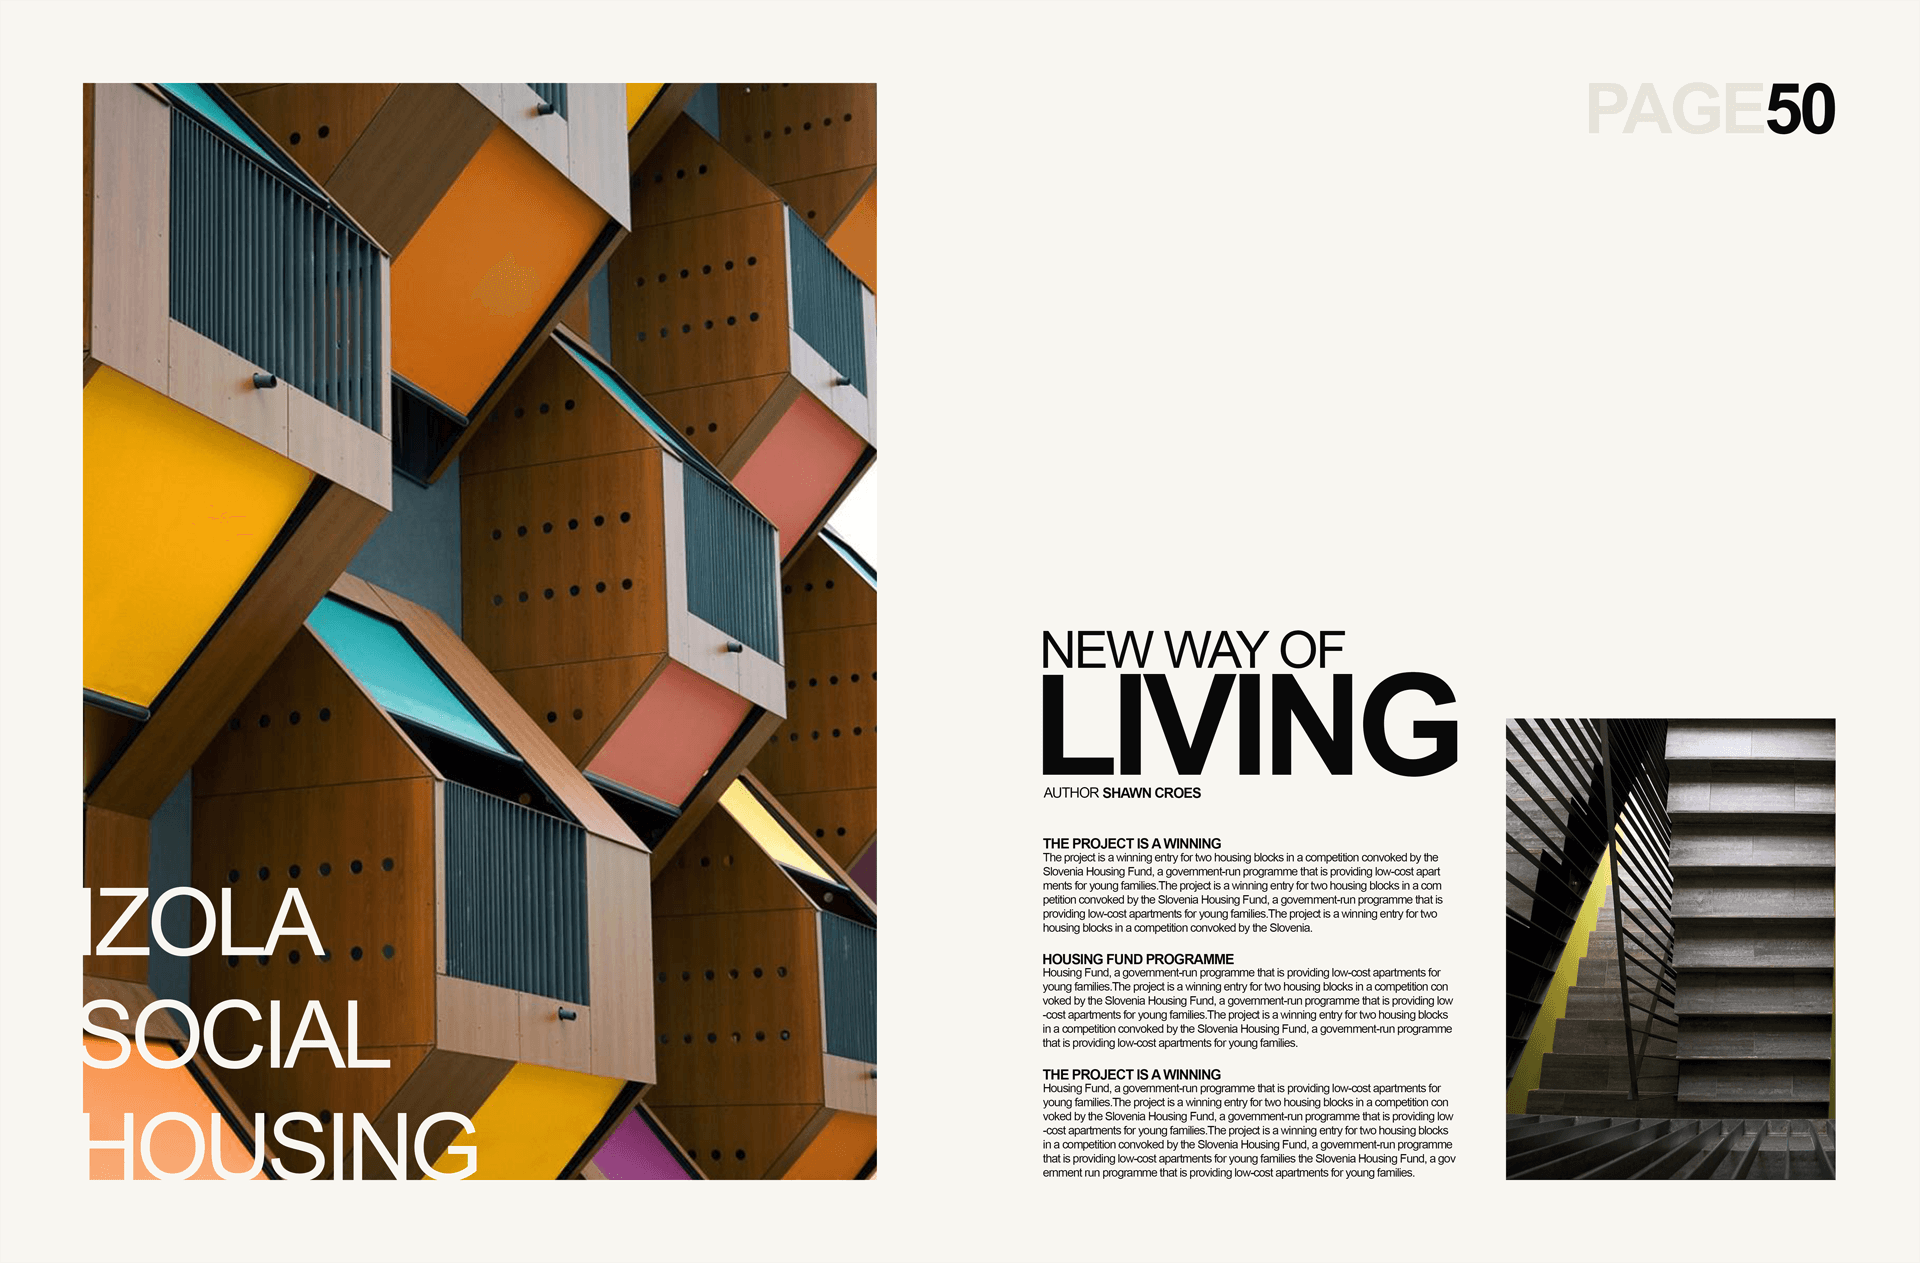 IZOLA
SOCIAL
HOUSING
PAGE50
NEW WAY OF
LIVING
AUTHOR SHAWN CROES
THE PROJECT IS A WINNING
The project is a winning entry for two housing blocks in a competition convoked by the
Slovenia Housing Fund, a government-run programme that is providing low-cost apart
ments for young families.The project is a winning entry for two housing blocks in a com
petition convoked by the Slovenia Housing Fund, a government-run programme that is
providing low-cost apartments for young families.The project is a winning entry for two
housing blocks in a competition convoked by the Slovenia.
HOUSING FUND PROGRAMME
Housing Fund, a government-run programme that is providing low-cost apartments for
young families.The project is a winning entry for two housing blocks in a competition con
voked by the Slovenia Housing Fund, a government-run programme that is providing low
-cost apartments for young families.The project is a winning entry for two housing blocks
in a competition convoked by the Slovenia Housing Fund, a government-run programme
that is providing low-cost apartments for young families.
THE PROJECT IS A WINNING
Housing Fund, a government-run programme that is providing low-cost apartments for
young families.The project is a winning entry for two housing blocks in a competition con
voked by the Slovenia Housing Fund, a government-run programme that is providing low
-cost apartments for young families.The project is a winning entry for two housing blocks
in a competition convoked by the Slovenia Housing Fund, a government-run programme
that is providing low-cost apartments for young families the Slovenia Housing Fund, a gov
ernment run programme that is providing low-cost apartments for young families.